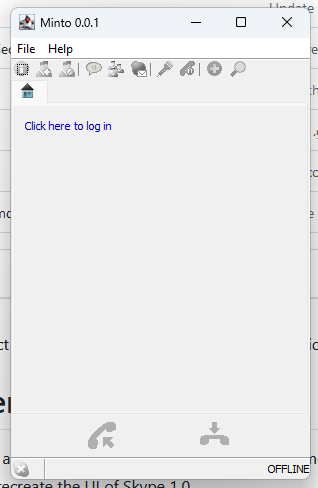 Update
Minto 0.0.1
File Help
Click here to log in
OFFLINE
recreate the UI of Skype 1.0